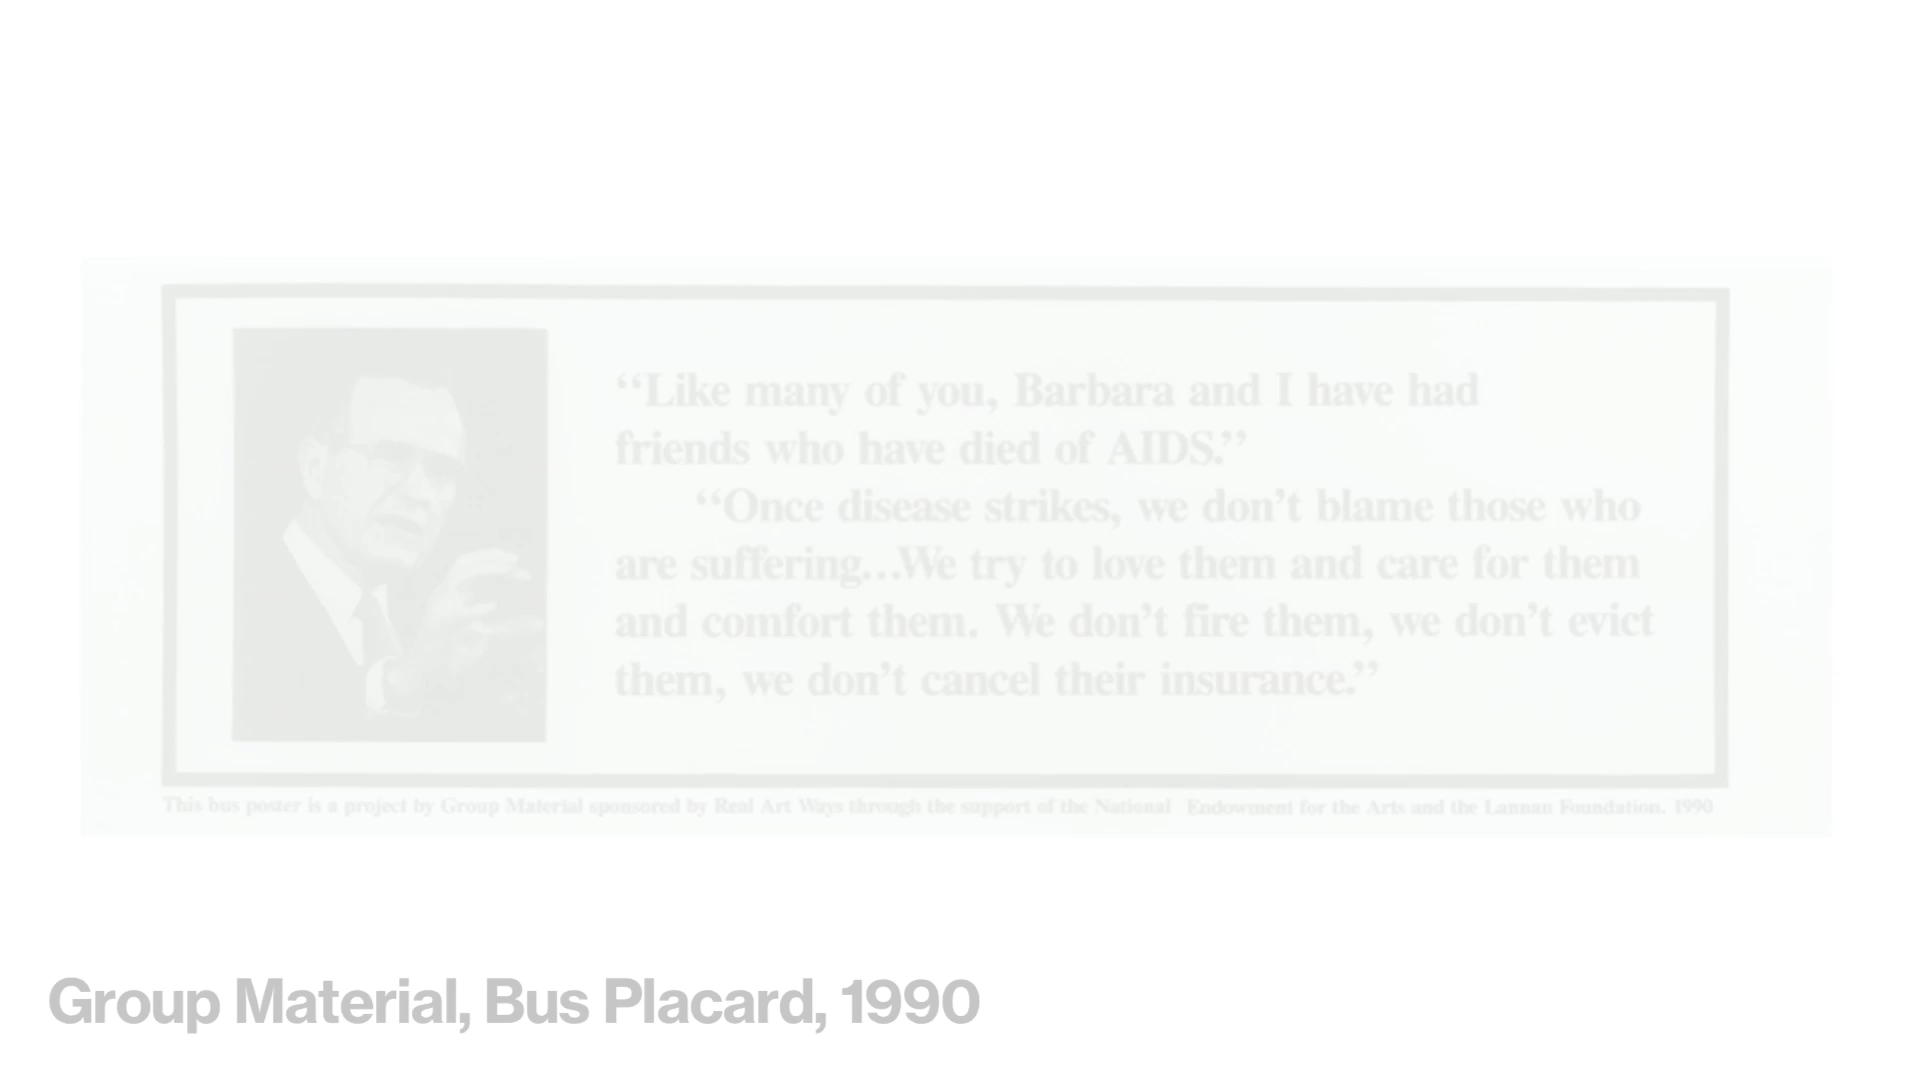 “Like many of you, Barbara and I have had
friends who have died of AIDS.”
“Once disease strikes, we don’t blame those who
are suffering...We try to love them and care for them
and comfort them. We don’t fire them, we don’t evict
them, we don’t cancel their insurance.”
This bus poster is a project by Group Material sponsored by Real Art Ways through the support of the National Endowment for the Arts and the Lannan Foundation. 1990
Group Material, Bus Placard, 1990